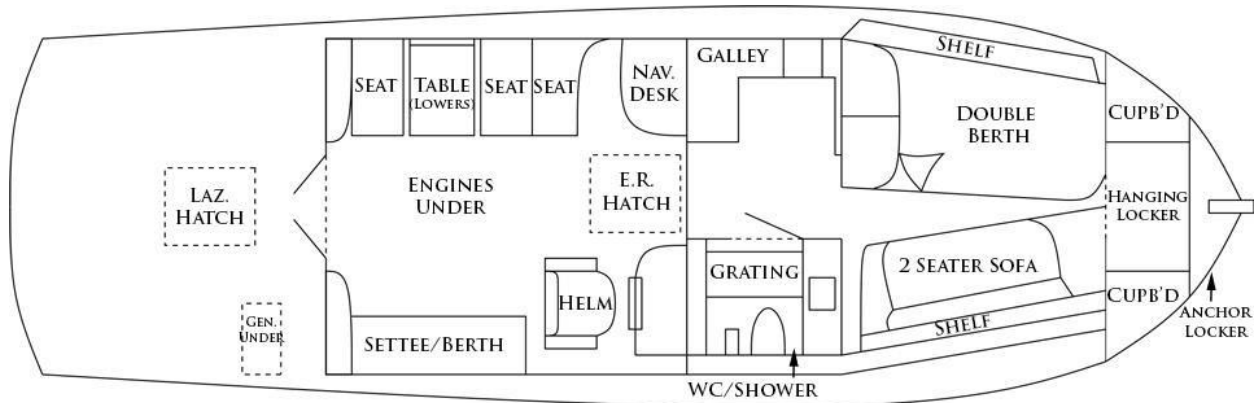 SHELF
SEAT
TABLE
(LOWERS)
SEAT
SEAT
NAV.
DESK
GALLEY
DOUBLE
BERTH
CUPB'D
LAZ.
HATCH
ENGINES
UNDER
E.R.
HATCH
HANGING
LOCKER
GRATING
2 SEATER SOFA
HELM
CUPB'D
GEN.
UNDER
SETTEE/BERTH
SHELF
ANCHOR
LOCKER
WC/SHOWER